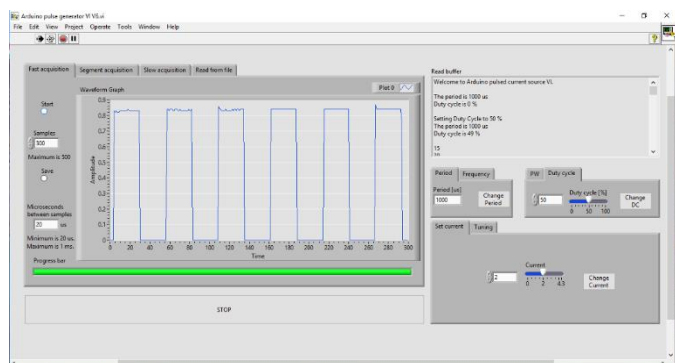 Arduino pulse generator VI V6.vi
File Edit View Project Operate Tools Window Help
Fast acquisition Segment acquisition Slow acquisition Read from file
Waveform Graph
Plot 0
Start
Samples
300
Maximum is 300
Save
Microseconds
between samples
20 us
Minimum is 20 us.
Maximum is 1 ms.
Amplitude
0.9
0.8
0.7
0.6
0.5
0.4
0.3
0.2
0.1
0
0 20 40 60 80 100 120 140 160 180 200 220 240 260 280 300
Time
Progress bar
STOP
Read buffer
Welcome to Arduino pulsed current source VI.
The period is 1000 us
Duty cycle is 0 %
Setting Duty Cycle to 50 %
The period is 1000 us
Duty cycle is 49 %
15
Period Frequency
Period [us]
1000
Change
Period
PW Duty cycle
Duty cycle [%]
50
0 50 100
Change
DC
Set current Tuning
Current
2
0 2 4.3
Change
Current